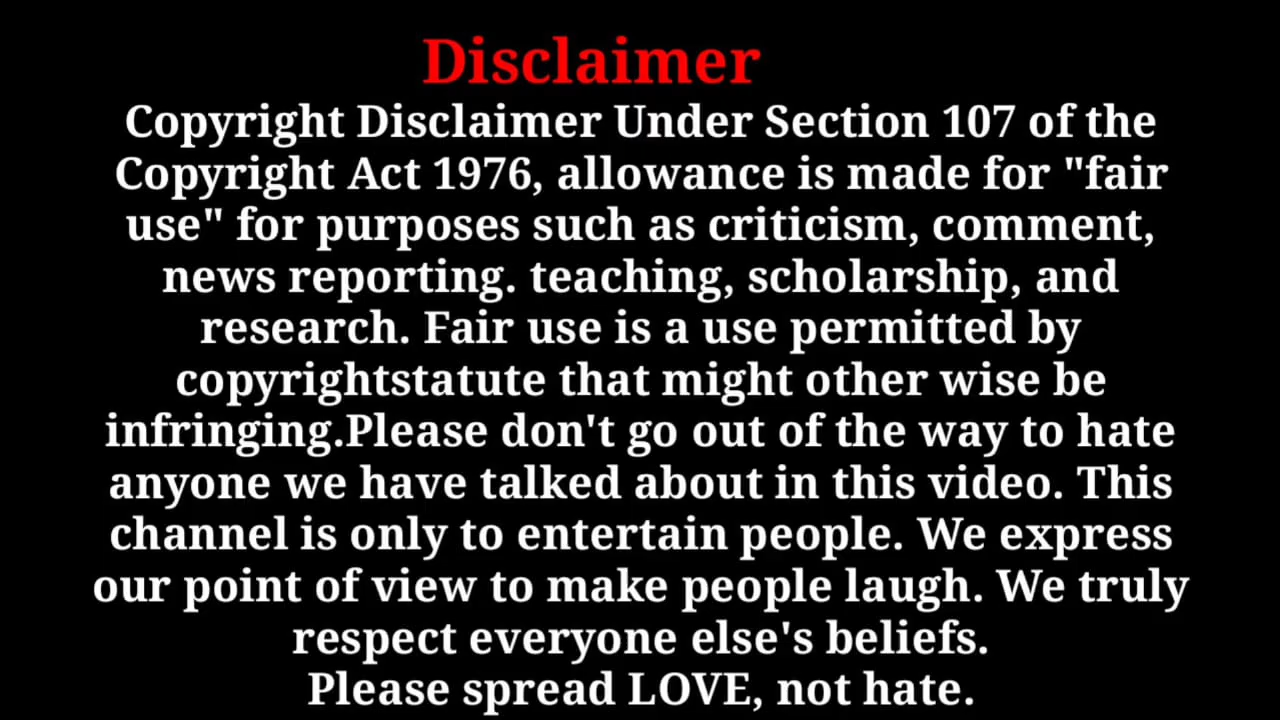 Disclaimer
Copyright Disclaimer Under Section 107 of the
Copyright Act 1976, allowance is made for "fair
use" for purposes such as criticism, comment,
news reporting. teaching, scholarship, and
research. Fair use is a use permitted by
copyrightstatute that might other wise be
infringing.Please don't go out of the way to hate
anyone we have talked about in this video. This
channel is only to entertain people. We express
our point of view to make people laugh. We truly
respect everyone else's beliefs.
Please spread LOVE, not hate.